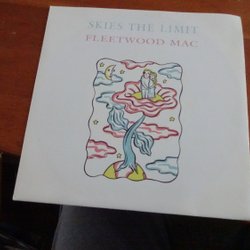 SKIES THE LIMIT
FLEETWOOD MAC